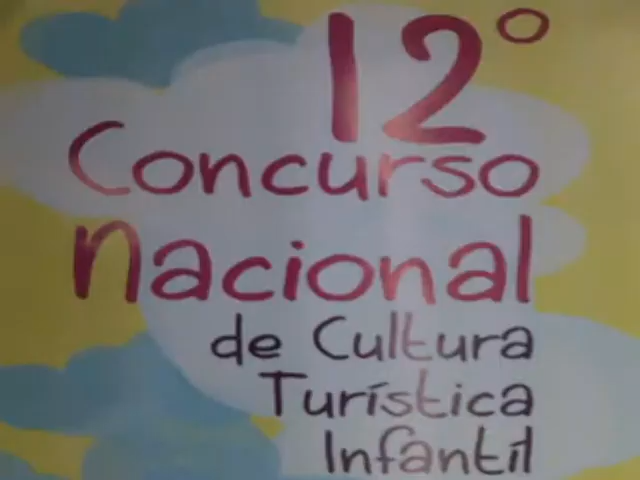 12°
Concurso
nacional
de Cultura
Turística
Infantil